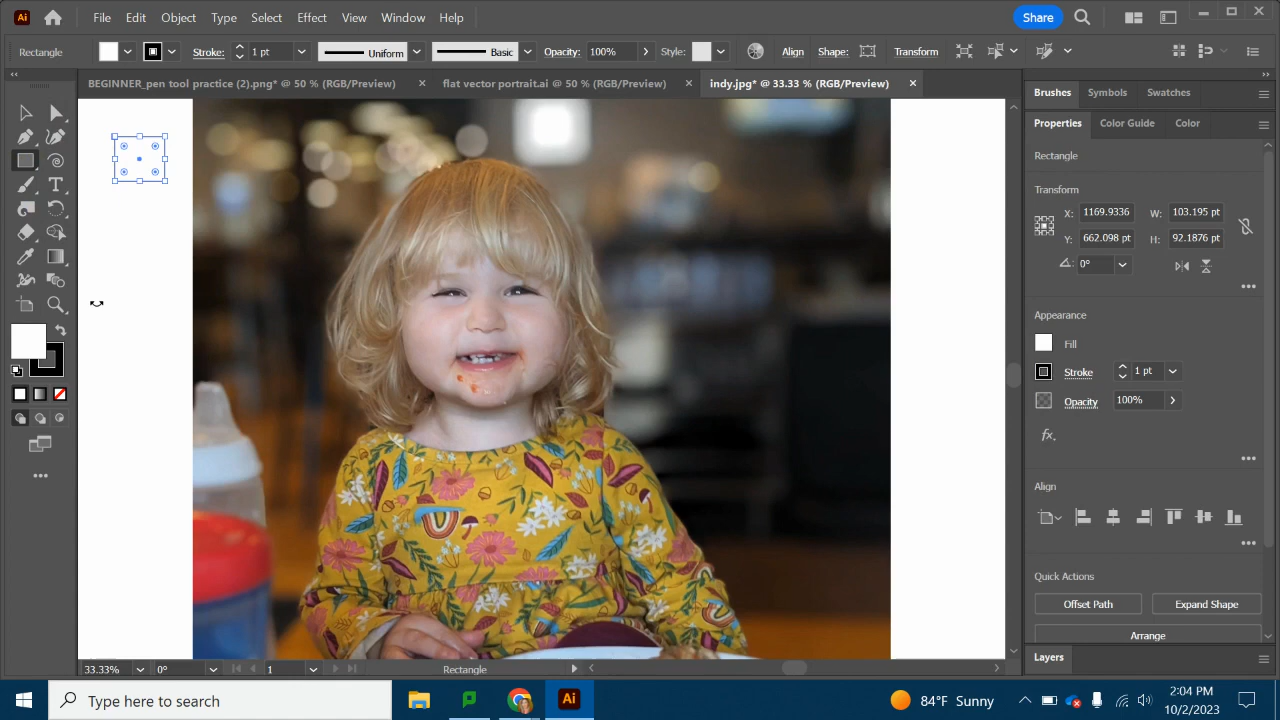 Ai File Edit Object Type Select Effect View Window Help Share
Rectangle Stroke: 1 pt Uniform Basic Opacity: 100% Style: Align Shape: Transform
BEGINNER_pen tool practice (2).png* @ 50 % (RGB/Preview) flat vector portrait.ai @ 50 % (RGB/Preview) indy.jpg* @ 33.33 % (RGB/Preview)
Brushes Symbols Swatches
Properties Color Guide Color
Rectangle
Transform
X: 1169.9336 W: 103.195 pt
Y: 662.098 pt H: 92.1876 pt
0°
Appearance
Fill
Stroke 1 pt
Opacity 100%
fx.
Align
Quick Actions
Offset Path Expand Shape
Arrange
Layers
33.33% 0° 1 Rectangle
Type here to search Ai 84°F Sunny 2:04 PM
10/2/2023